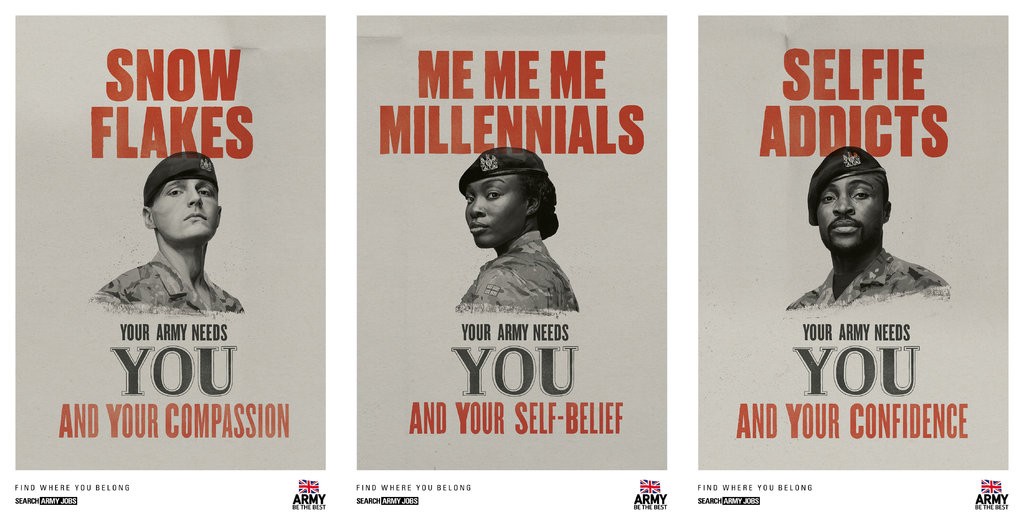 SNOW
FLAKES
YOUR ARMY NEEDS
YOU
AND YOUR COMPASSION
FIND WHERE YOU BELONG
SEARCH ARMY JOBS
ARMY
BE THE BEST
ME ME ME
MILLENNIALS
YOUR ARMY NEEDS
YOU
AND YOUR SELF-BELIEF
FIND WHERE YOU BELONG
SEARCH ARMY JOBS
ARMY
BE THE BEST
SELFIE
ADDICTS
YOUR ARMY NEEDS
YOU
AND YOUR CONFIDENCE
FIND WHERE YOU BELONG
SEARCH ARMY JOBS
ARMY
BE THE BEST